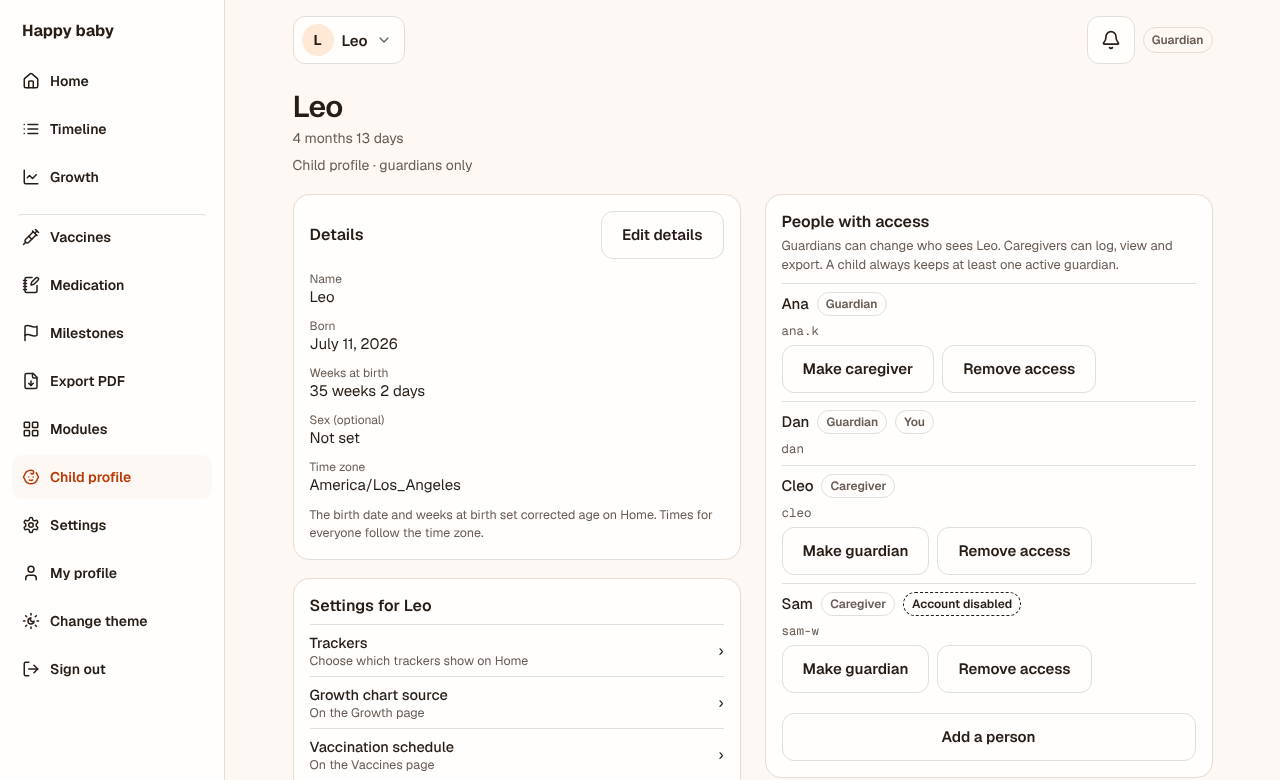 Happy baby
Home
Timeline
Growth
Vaccines
Medication
Milestones
Export PDF
Modules
Child profile
Settings
My profile
Change theme
Sign out
L Leo
Guardian
Leo
4 months 13 days
Child profile · guardians only
Details
Edit details
Name
Leo
Born
July 11, 2026
Weeks at birth
35 weeks 2 days
Sex (optional)
Not set
Time zone
America/Los_Angeles
The birth date and weeks at birth set corrected age on Home. Times for
everyone follow the time zone.
Settings for Leo
Trackers
Choose which trackers show on Home
›
Growth chart source
On the Growth page
›
Vaccination schedule
On the Vaccines page
›
People with access
Guardians can change who sees Leo. Caregivers can log, view and
export. A child always keeps at least one active guardian.
Ana Guardian
ana.k
Make caregiver Remove access
Dan Guardian You
dan
Cleo Caregiver
cleo
Make guardian Remove access
Sam Caregiver Account disabled
sam-w
Make guardian Remove access
Add a person